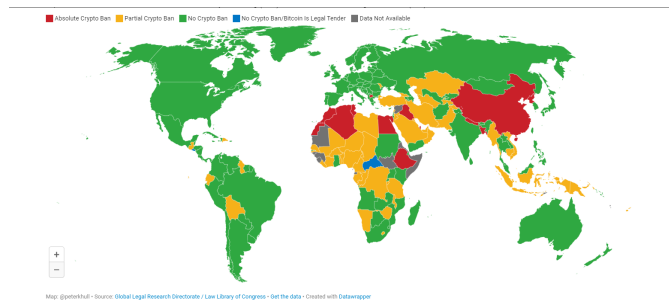 Absolute Crypto Ban Partial Crypto Ban No Crypto Ban No Crypto Ban/Bitcoin Is Legal Tender Data Not Available
+
−
Map: @peterkhuli • Source: Global Legal Research Directorate / Law Library of Congress • Get the data • Created with Datawrapper